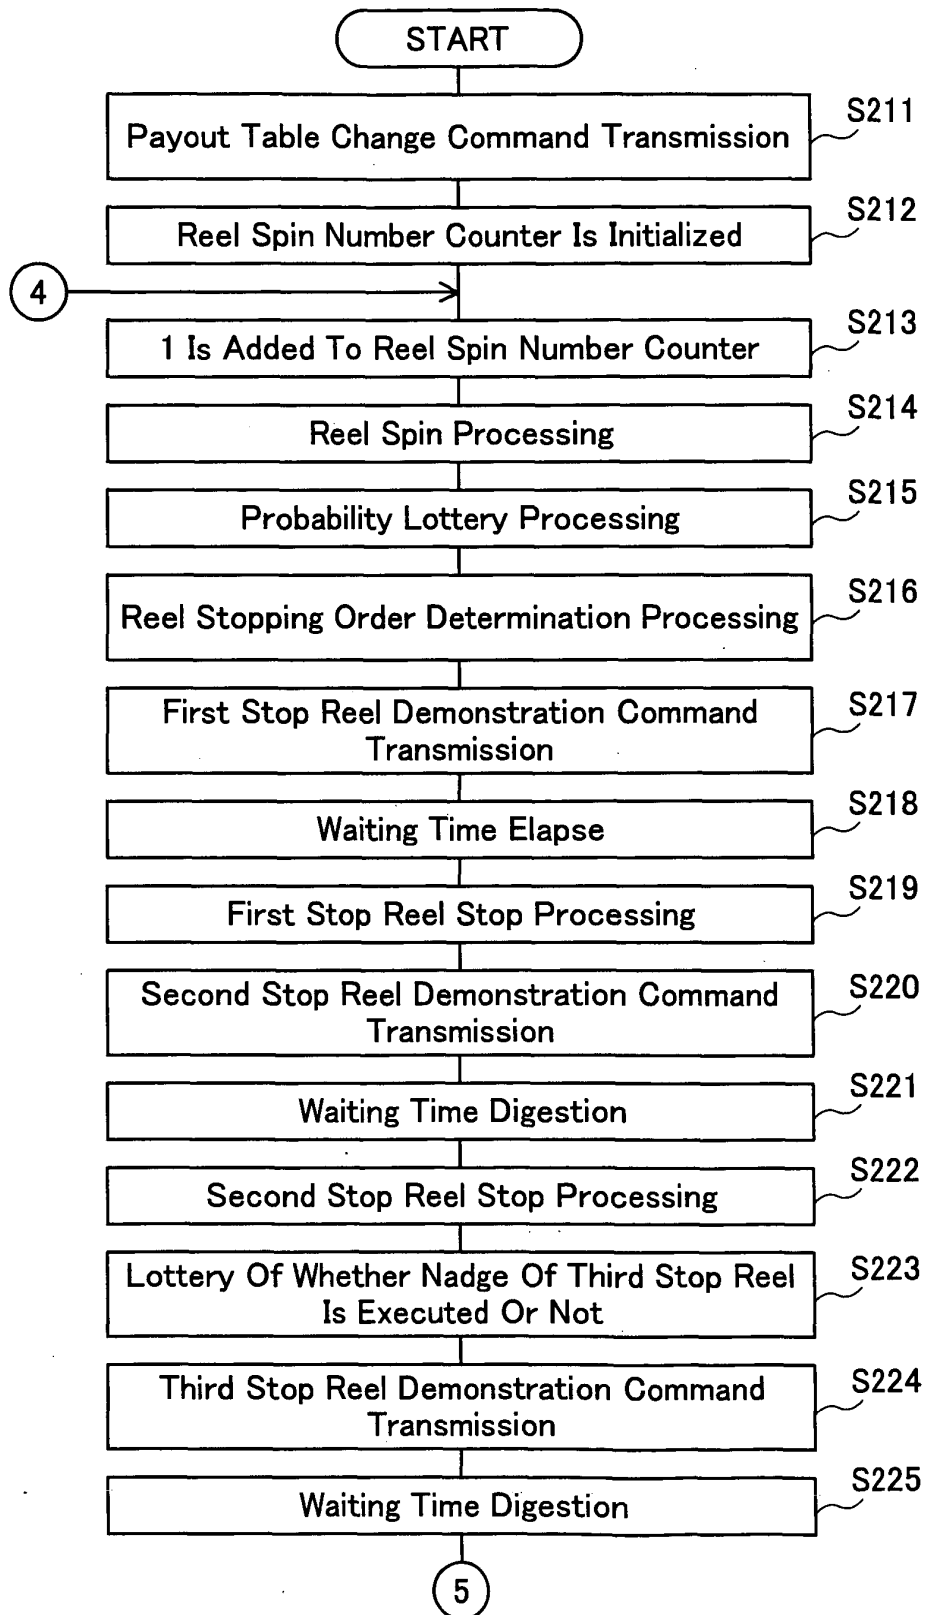 START
Payout Table Change Command Transmission
S211
Reel Spin Number Counter Is Initialized
S212
4
1 Is Added To Reel Spin Number Counter
S213
Reel Spin Processing
S214
Probability Lottery Processing
S215
Reel Stopping Order Determination Processing
S216
First Stop Reel Demonstration Command
Transmission
S217
Waiting Time Elapse
S218
First Stop Reel Stop Processing
S219
Second Stop Reel Demonstration Command
Transmission
S220
Waiting Time Digestion
S221
Second Stop Reel Stop Processing
S222
Lottery Of Whether Nadge Of Third Stop Reel
Is Executed Or Not
S223
Third Stop Reel Demonstration Command
Transmission
S224
Waiting Time Digestion
S225
5